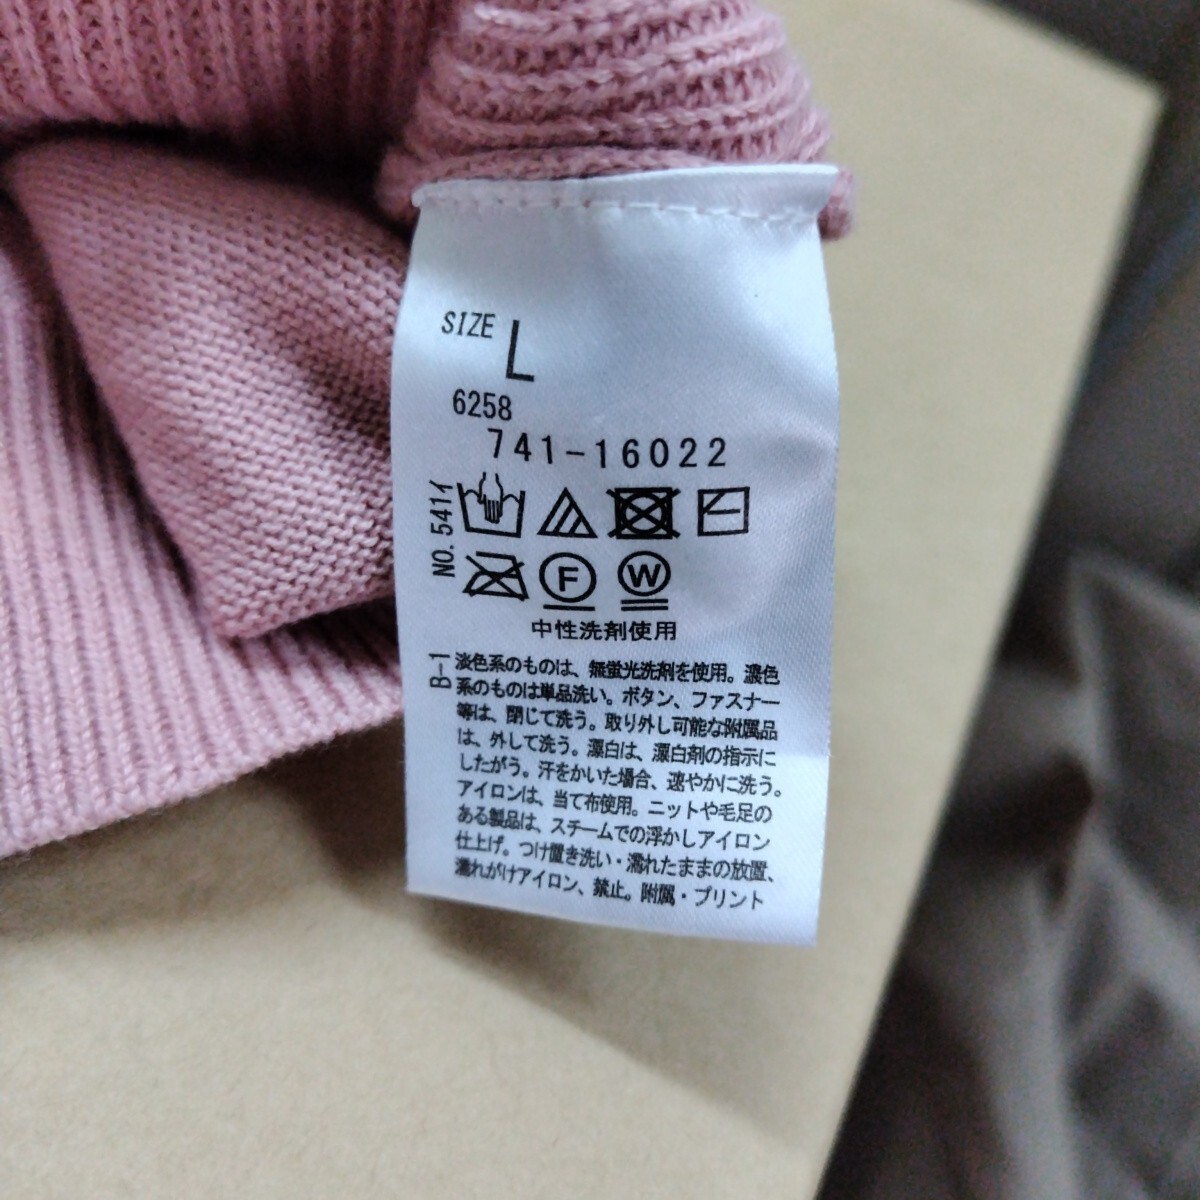 SIZE L
6258
741-16022
NO. 541イ
F W
中性洗剤使用
B-1
淡色系のものは、無蛍光洗剤を使用。濃色
系のものは単品洗い。ボタン、ファスナー
等は、閉じて洗う。取り外し可能な附属品
は、外して洗う。漂白は、漂白剤の指示に
したがう。汗をかいた場合、速やかに洗う。
アイロンは、当て布使用。ニットや毛足の
ある製品は、スチームでの浮かしアイロン
仕上げ。つけ置き洗い・濡れたままの放置、
濡れがけアイロン、禁止。附属・プリント